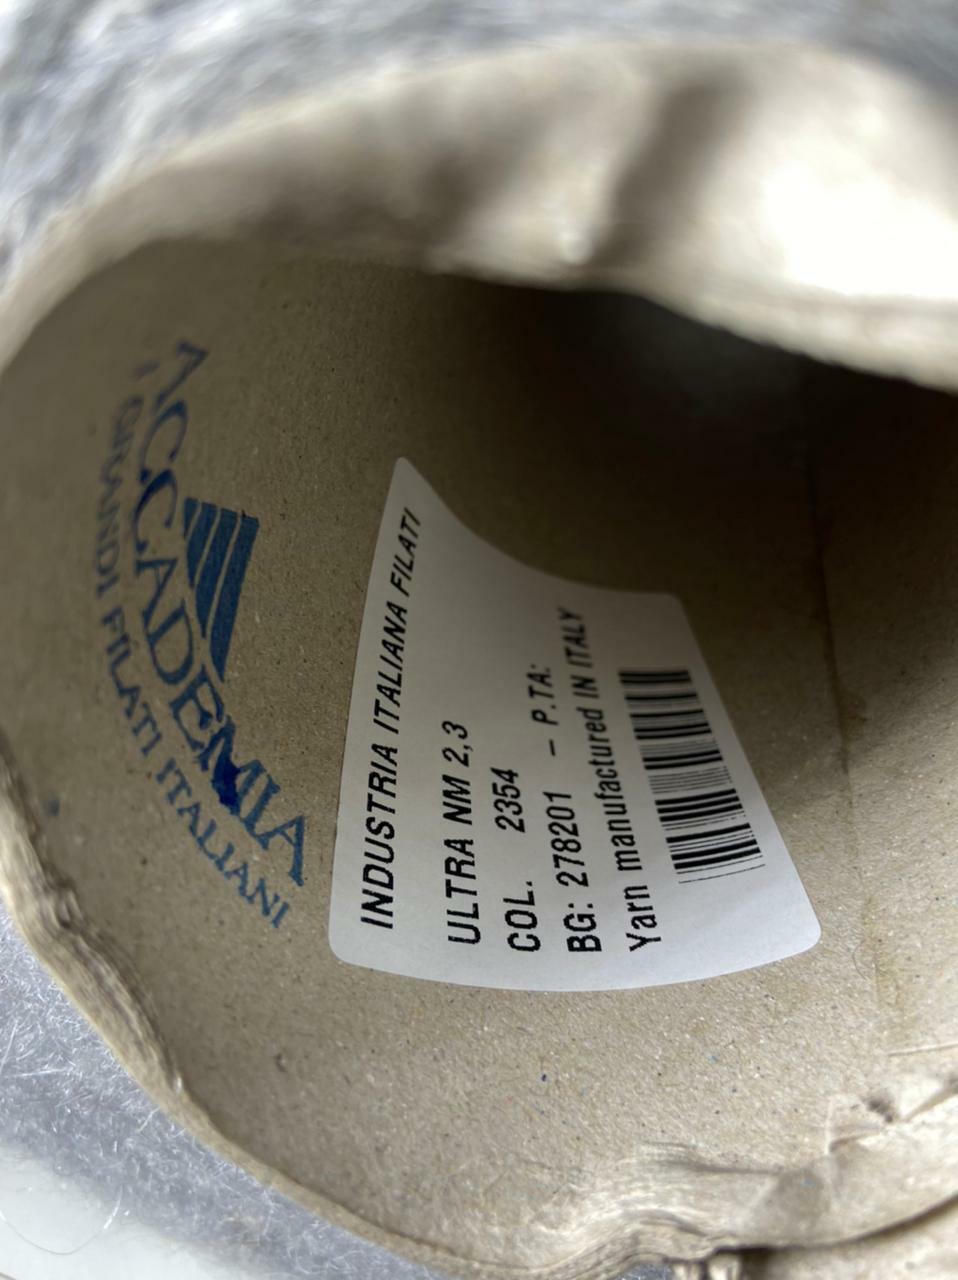 ACCADEMIA
I GRANDI FILATI ITALIANI
INDUSTRIA ITALIANA FILATI
ULTRA NM 2,3
COL. 2354
BG: 278201 - P.TA:
Yarn manufactured IN ITALY